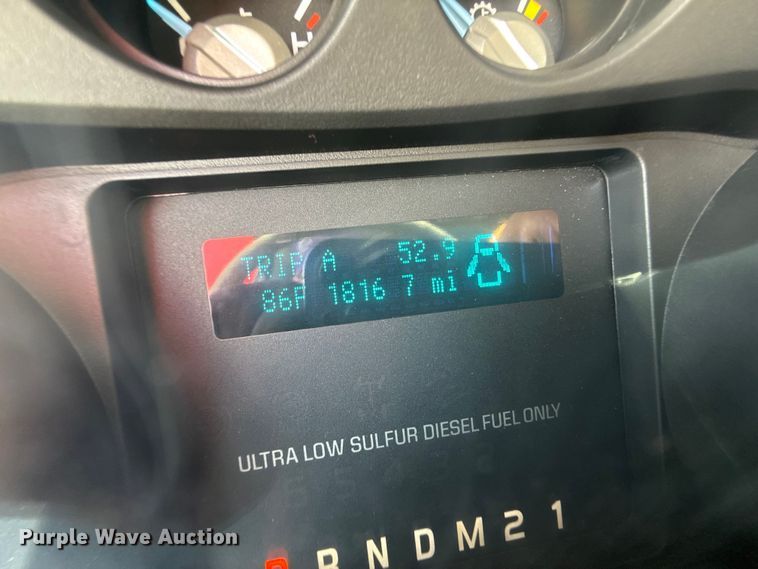 H
TRIP A 52.9
86F 1816 7 mi
ULTRA LOW SULFUR DIESEL FUEL ONLY
P R N D M 2 1
Purple Wave Auction